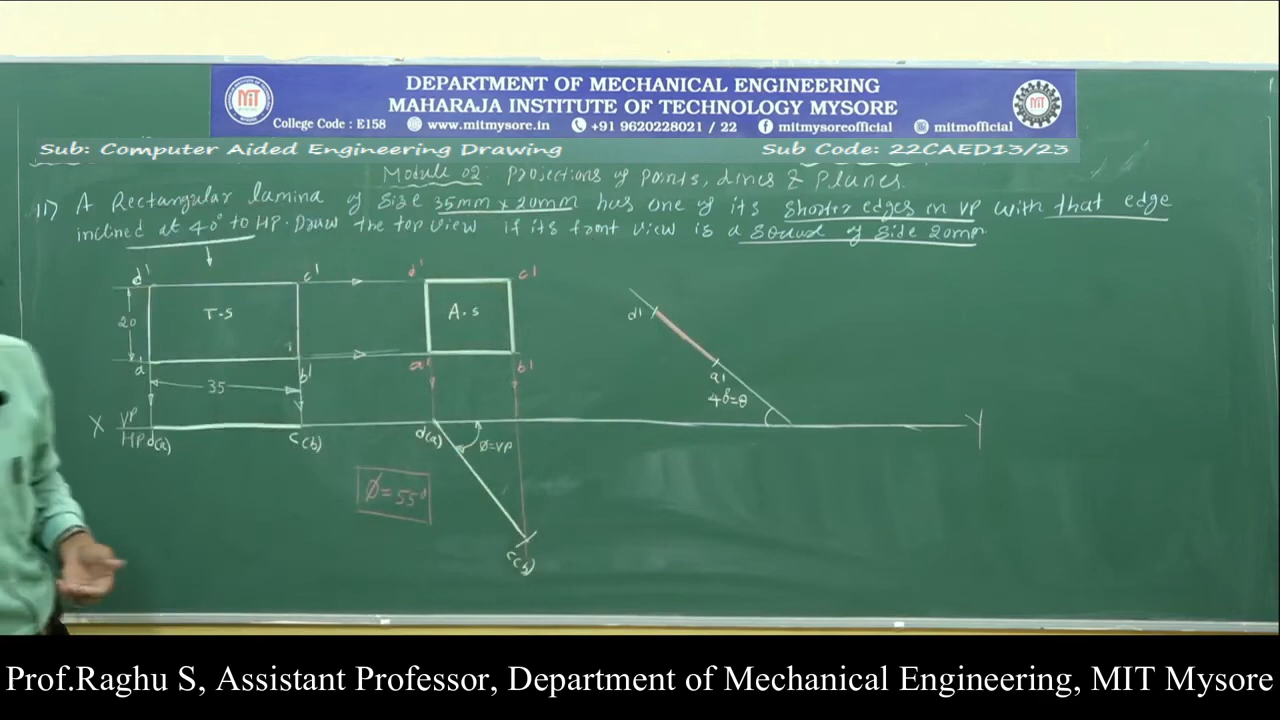 DEPARTMENT OF MECHANICAL ENGINEERING
MAHARAJA INSTITUTE OF TECHNOLOGY MYSORE
College Code : E158 www.mitmysore.in +91 9620228021 / 22 mitmysoreofficial mitmofficial
MIT
MIT
Sub: Computer Aided Engineering Drawing Sub Code: 22CAED13/23
Module 02: Projections of Points, Lines & Planes.
11) A Rectangular lamina of size 35mm x 20mm has one of its shorter edges in VP with that edge
inclined at 40° to HP. Draw the top view if its front view is a square of side 20mm
d' c' d' c'
20 T.S A.S d'
a' b' a' b' a'
35
40=θ
X VP
HP d(a) c(b) d(a) Ø=VP Y
Ø=55°
c(b)
Prof.Raghu S, Assistant Professor, Department of Mechanical Engineering, MIT Mysore